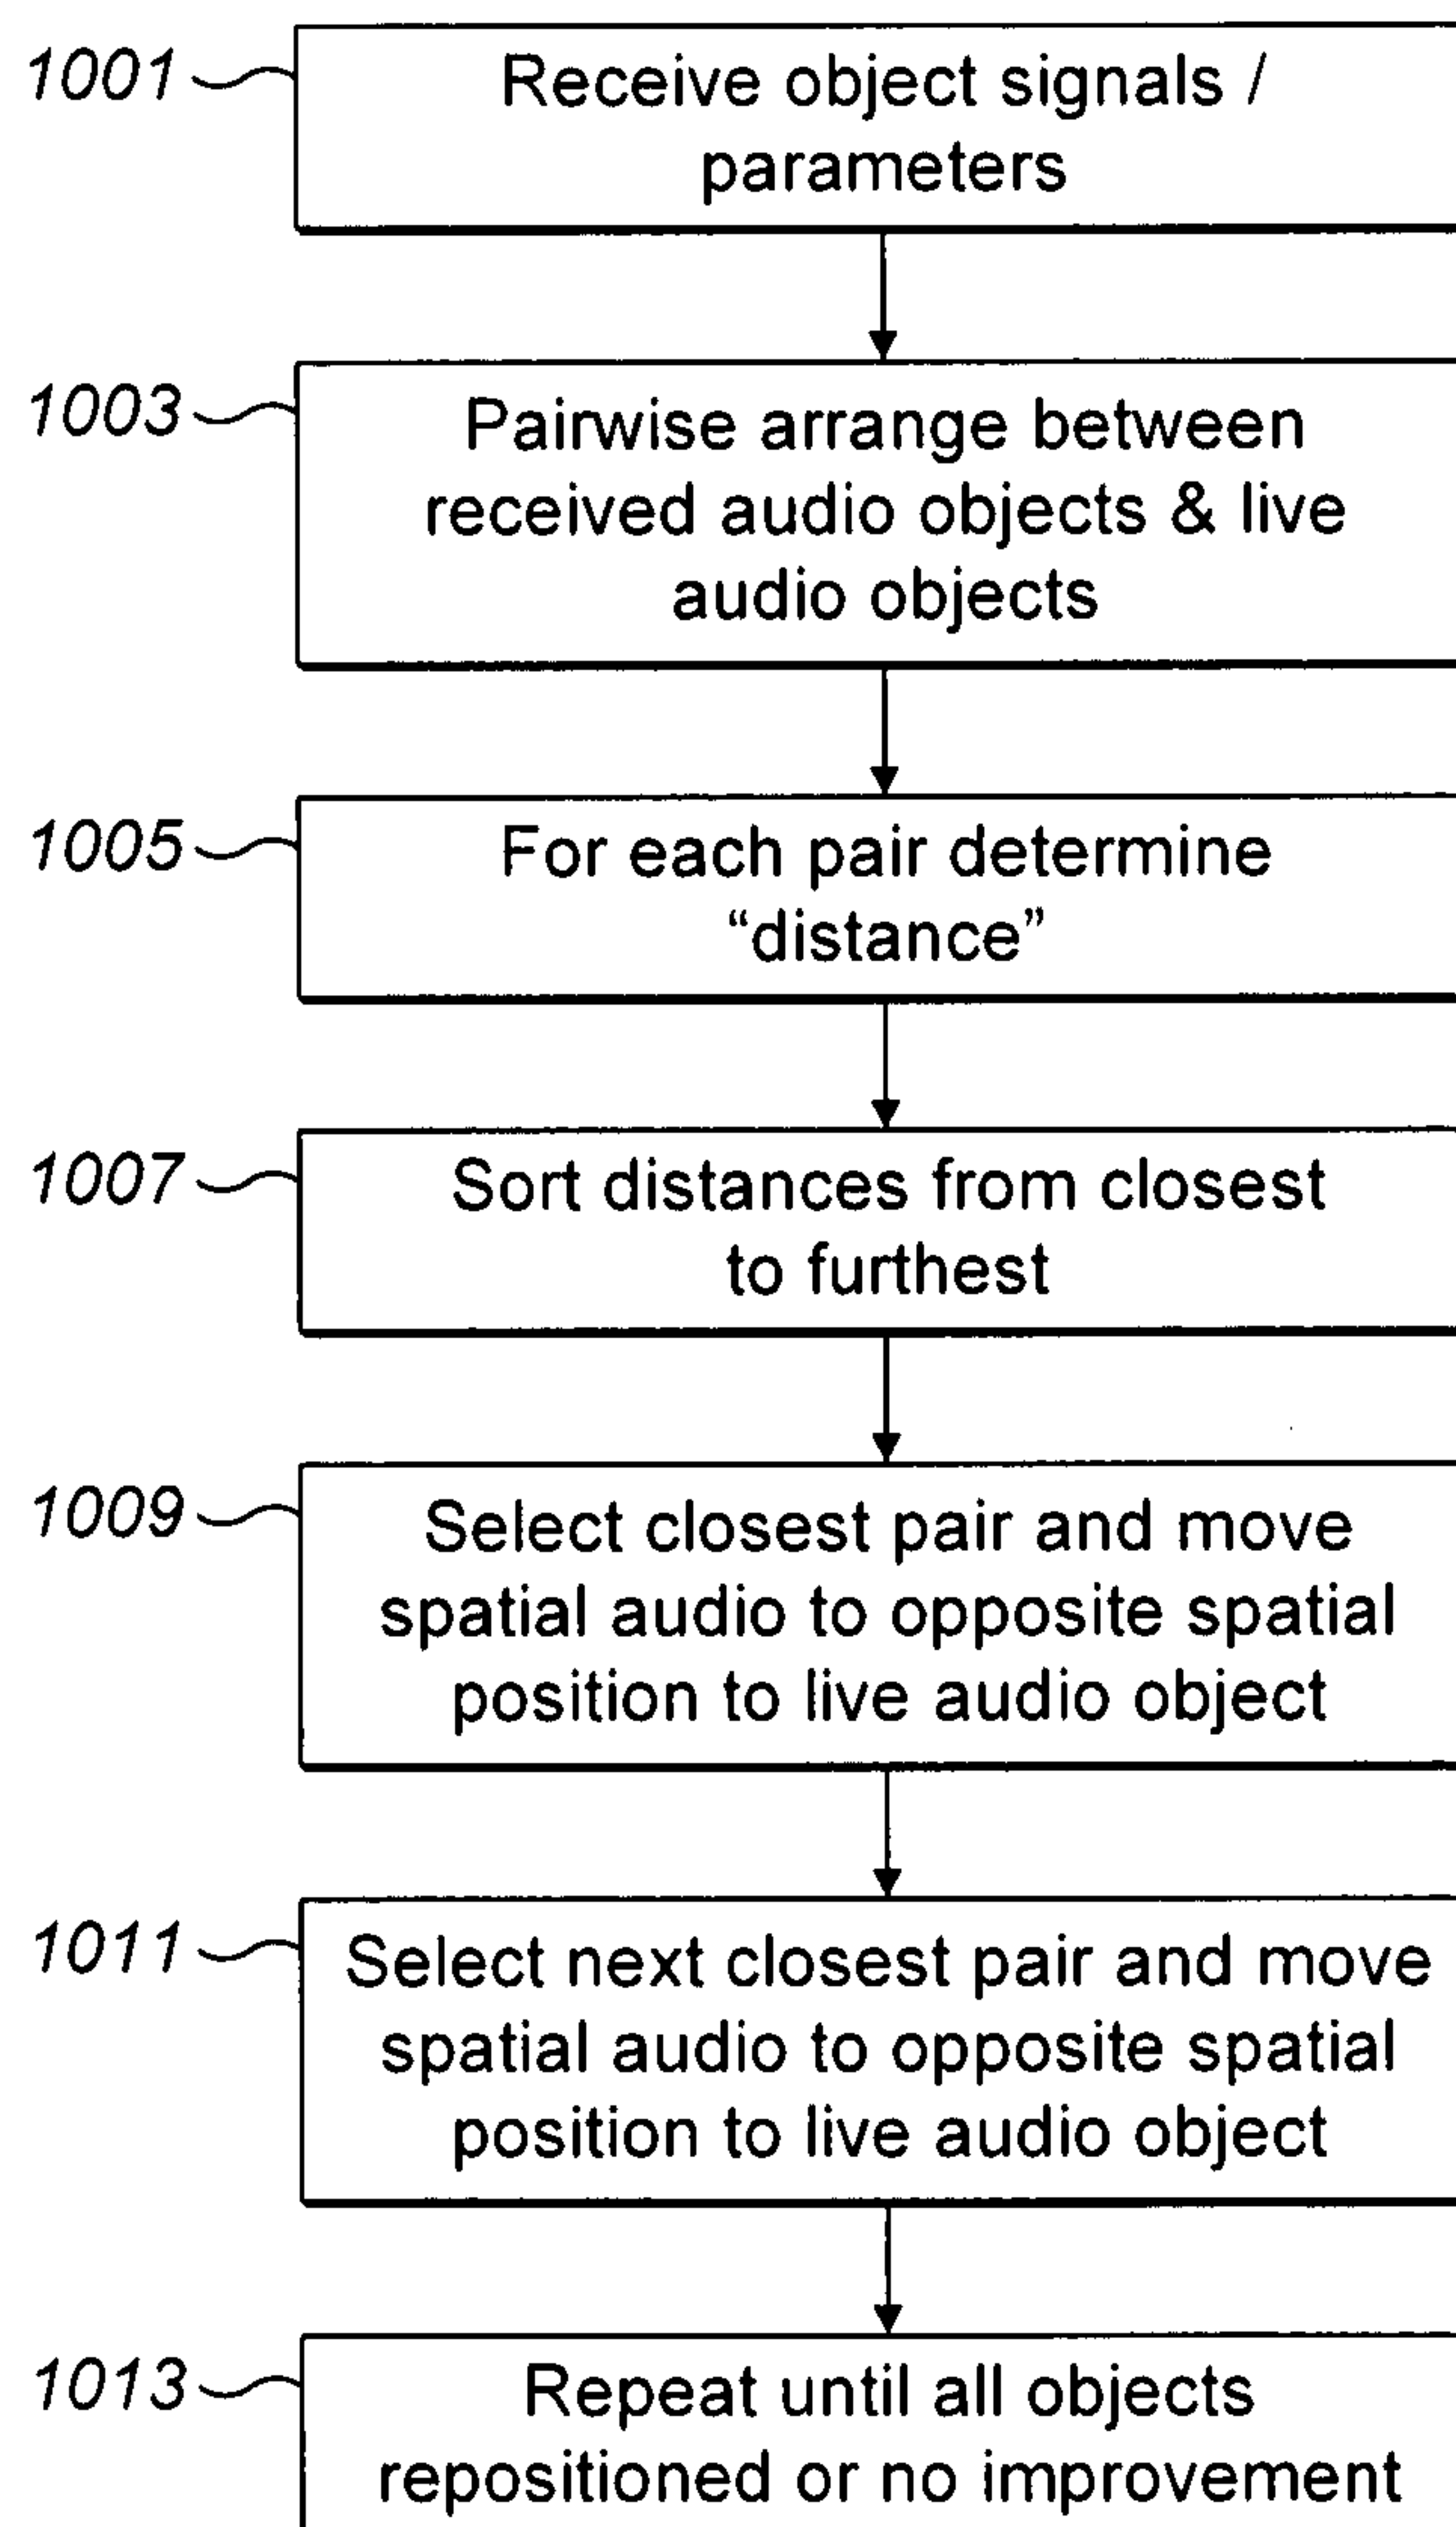 1001
Receive object signals /
parameters
1003
Pairwise arrange between
received audio objects & live
audio objects
1005
For each pair determine
“distance”
1007
Sort distances from closest
to furthest
1009
Select closest pair and move
spatial audio to opposite spatial
position to live audio object
1011
Select next closest pair and move
spatial audio to opposite spatial
position to live audio object
1013
Repeat until all objects
repositioned or no improvement